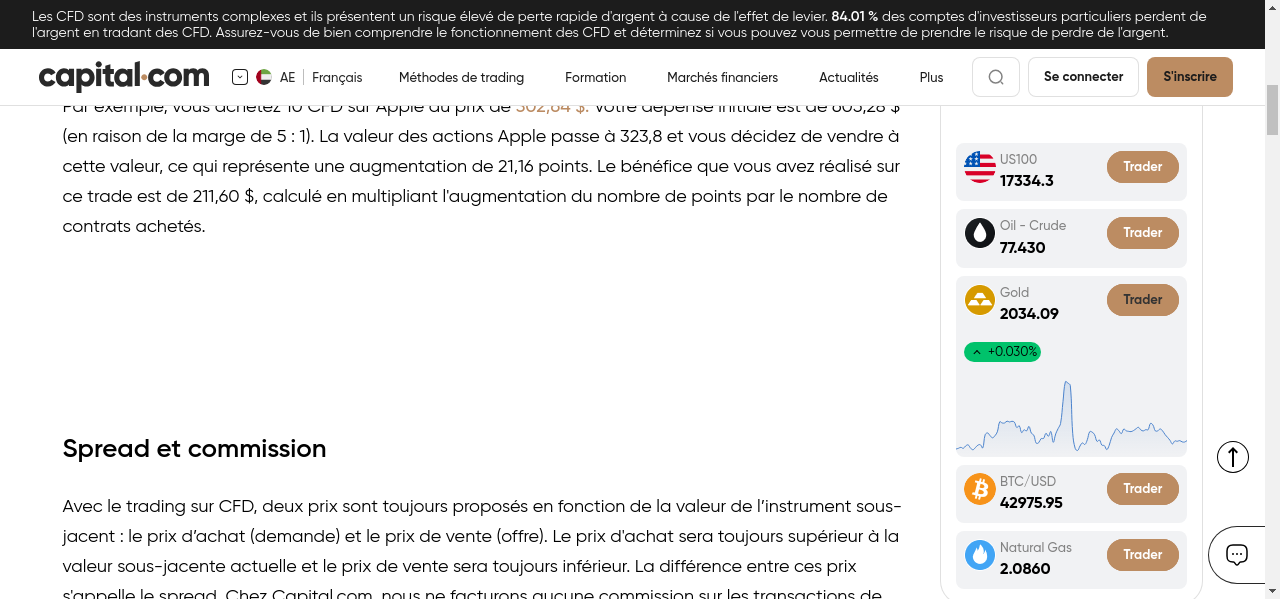 Les CFD sont des instruments complexes et ils présentent un risque élevé de perte rapide d'argent à cause de l'effet de levier. 84.01 % des comptes d'investisseurs particuliers perdent de
l'argent en tradant des CFD. Assurez-vous de bien comprendre le fonctionnement des CFD et déterminez si vous pouvez vous permettre de prendre le risque de perdre de l'argent.
capital.com AE Français Méthodes de trading Formation Marchés financiers Actualités Plus Se connecter S'inscrire
Par exemple, vous achetez 10 CFD sur Apple au prix de 302,64 $. Votre dépense initiale est de 605,28 $
(en raison de la marge de 5 : 1). La valeur des actions Apple passe à 323,8 et vous décidez de vendre à
cette valeur, ce qui représente une augmentation de 21,16 points. Le bénéfice que vous avez réalisé sur
ce trade est de 211,60 $, calculé en multipliant l'augmentation du nombre de points par le nombre de
contrats achetés.
Spread et commission
Avec le trading sur CFD, deux prix sont toujours proposés en fonction de la valeur de l’instrument sous-
jacent : le prix d’achat (demande) et le prix de vente (offre). Le prix d'achat sera toujours supérieur à la
valeur sous-jacente actuelle et le prix de vente sera toujours inférieur. La différence entre ces prix
s'appelle le spread. Chez Capital.com, nous ne facturons aucune commission sur les transactions de
US100
17334.3
Trader
Oil - Crude
77.430
Trader
Gold
2034.09
Trader
+0.030%
BTC/USD
42975.95
Trader
Natural Gas
2.0860
Trader